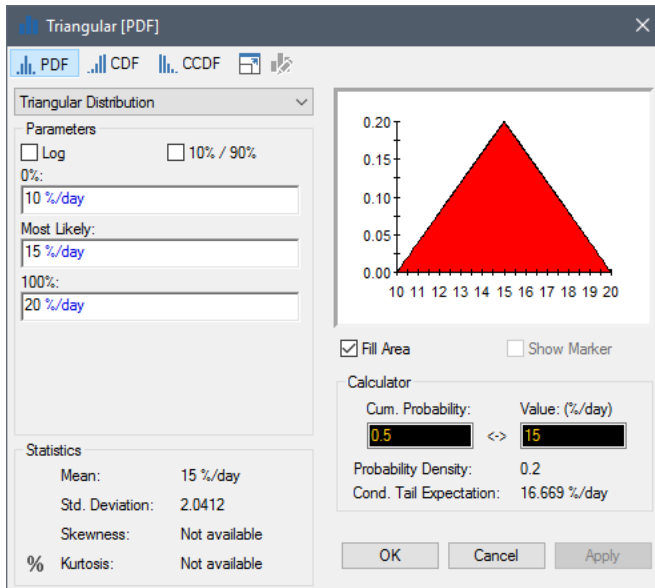 Triangular [PDF]
PDF CDF CCDF
Triangular Distribution
Parameters
Log 10% / 90%
0%:
10 %/day
Most Likely:
15 %/day
100%:
20 %/day
Statistics
Mean: 15 %/day
Std. Deviation: 2.0412
Skewness: Not available
% Kurtosis: Not available
0.20
0.15
0.10
0.05
0.00
10 11 12 13 14 15 16 17 18 19 20
Fill Area Show Marker
Calculator
Cum. Probability: Value: (%/day)
0.5 <-> 15
Probability Density: 0.2
Cond. Tail Expectation: 16.669 %/day
OK Cancel Apply